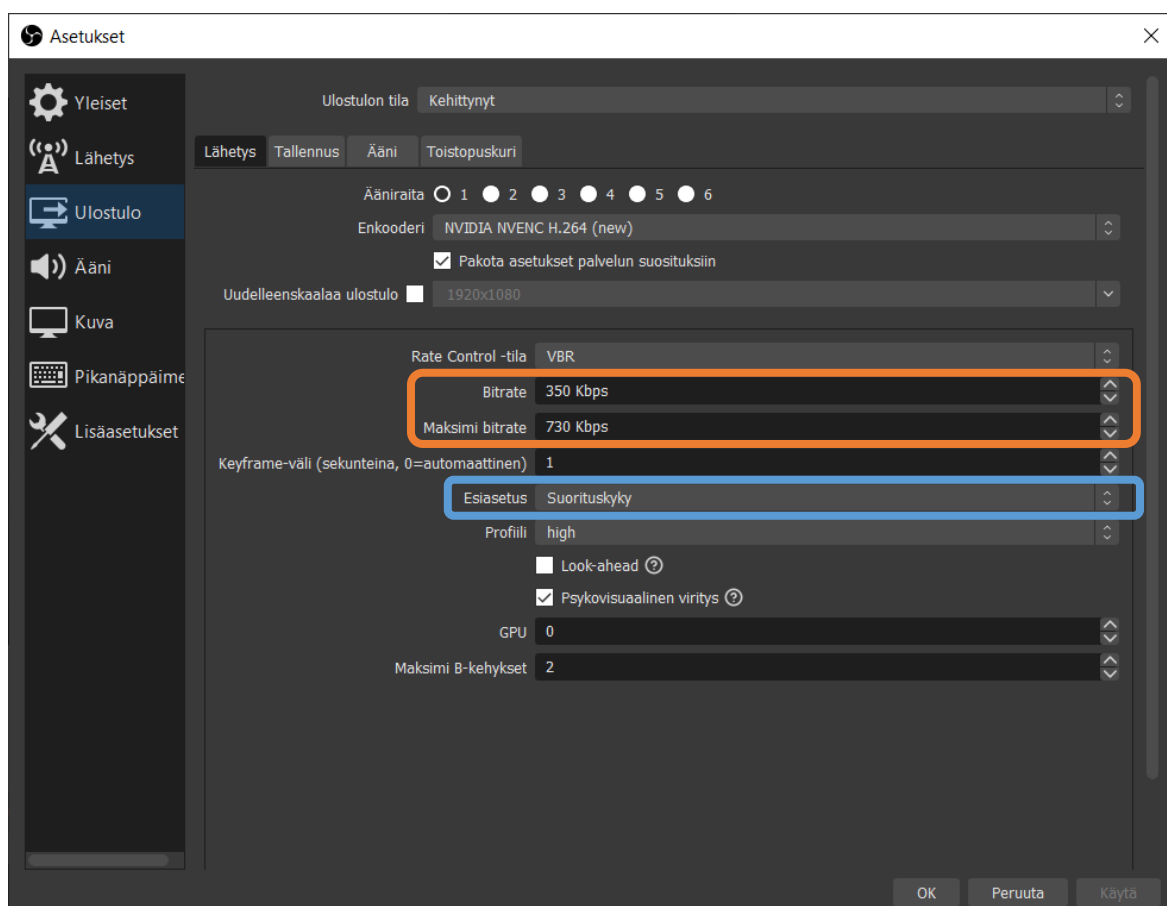 Asetukset
Yleiset
Lähetys
Ulostulo
Ääni
Kuva
Pikanäppäime
Lisäasetukset
Ulostulon tila Kehittynyt
Lähetys Tallennus Ääni Toistopuskuri
Ääniraita 1 2 3 4 5 6
Enkooderi NVIDIA NVENC H.264 (new)
Pakota asetukset palvelun suosituksiin
Uudelleenskaalaa ulostulo 1920x1080
Rate Control -tila VBR
Bitrate 350 Kbps
Maksimi bitrate 730 Kbps
Keyframe-väli (sekunteina, 0=automaattinen) 1
Esiasetus Suorituskyky
Profiili high
Look-ahead ?
Psykovisuaalinen viritys ?
GPU 0
Maksimi B-kehykset 2
OK Peruuta Käytä